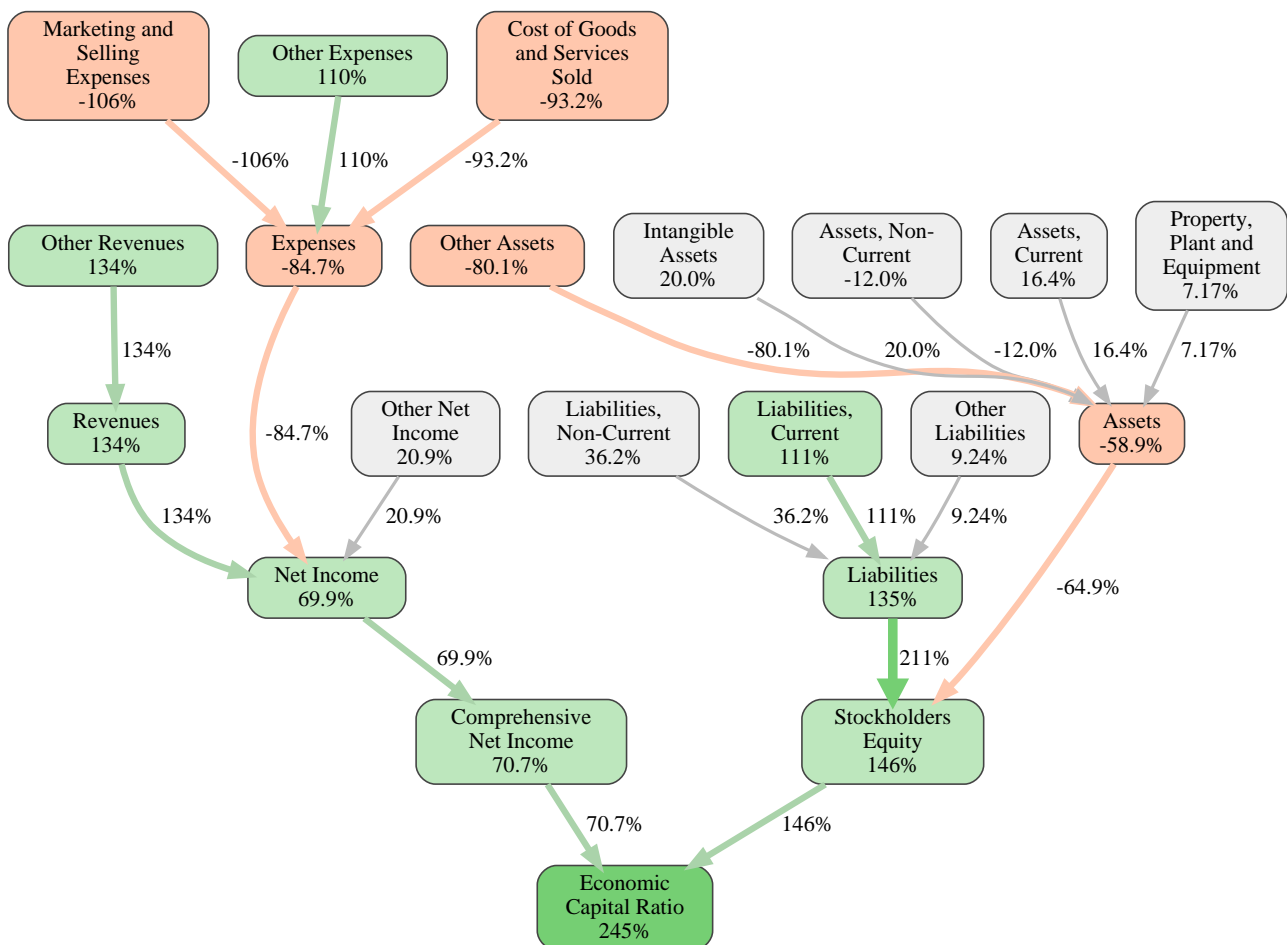 Marketing and
Selling
Expenses
-106%
Other Expenses
110%
Cost of Goods
and Services
Sold
-93.2%
-106%
110%
-93.2%
Other Revenues
134%
Expenses
-84.7%
Other Assets
-80.1%
Intangible
Assets
20.0%
Assets, Non-
Current
-12.0%
Assets,
Current
16.4%
Property,
Plant and
Equipment
7.17%
134%
-80.1%
20.0%
-12.0%
16.4%
7.17%
Revenues
134%
-84.7%
Other Net
Income
20.9%
Liabilities,
Non-Current
36.2%
Liabilities,
Current
111%
Other
Liabilities
9.24%
Assets
-58.9%
134%
20.9%
36.2%
111%
9.24%
Net Income
69.9%
Liabilities
135%
-64.9%
69.9%
211%
Comprehensive
Net Income
70.7%
Stockholders
Equity
146%
70.7%
146%
Economic
Capital Ratio
245%